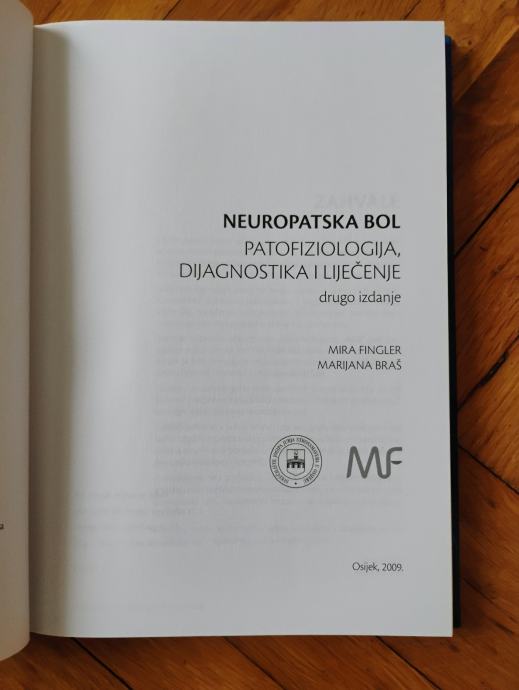 NEUROPATSKA BOL
PATOFIZIOLOGIJA,
DIJAGNOSTIKA I LIJEČENJE
drugo izdanje
MIRA FINGLER
MARIJANA BRAŠ
MF
Osijek, 2009.